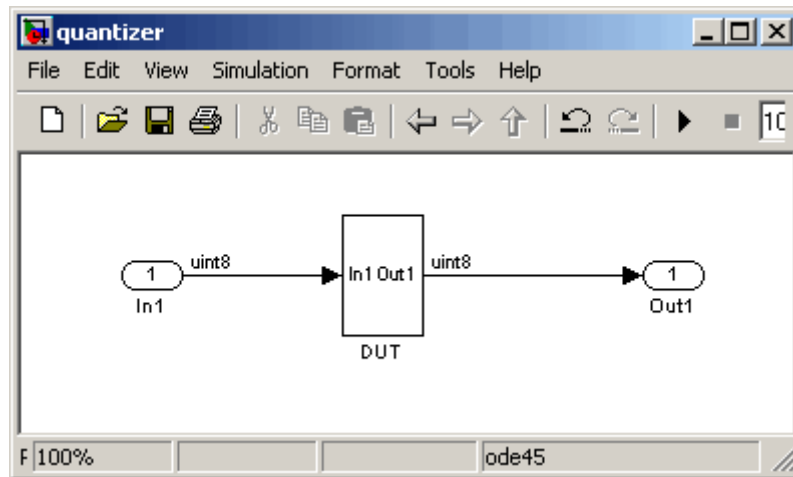 quantizer
File Edit View Simulation Format Tools Help
10
uint8
uint8
1
In1 Out1
1
In1
Out1
DUT
F 100%
ode45